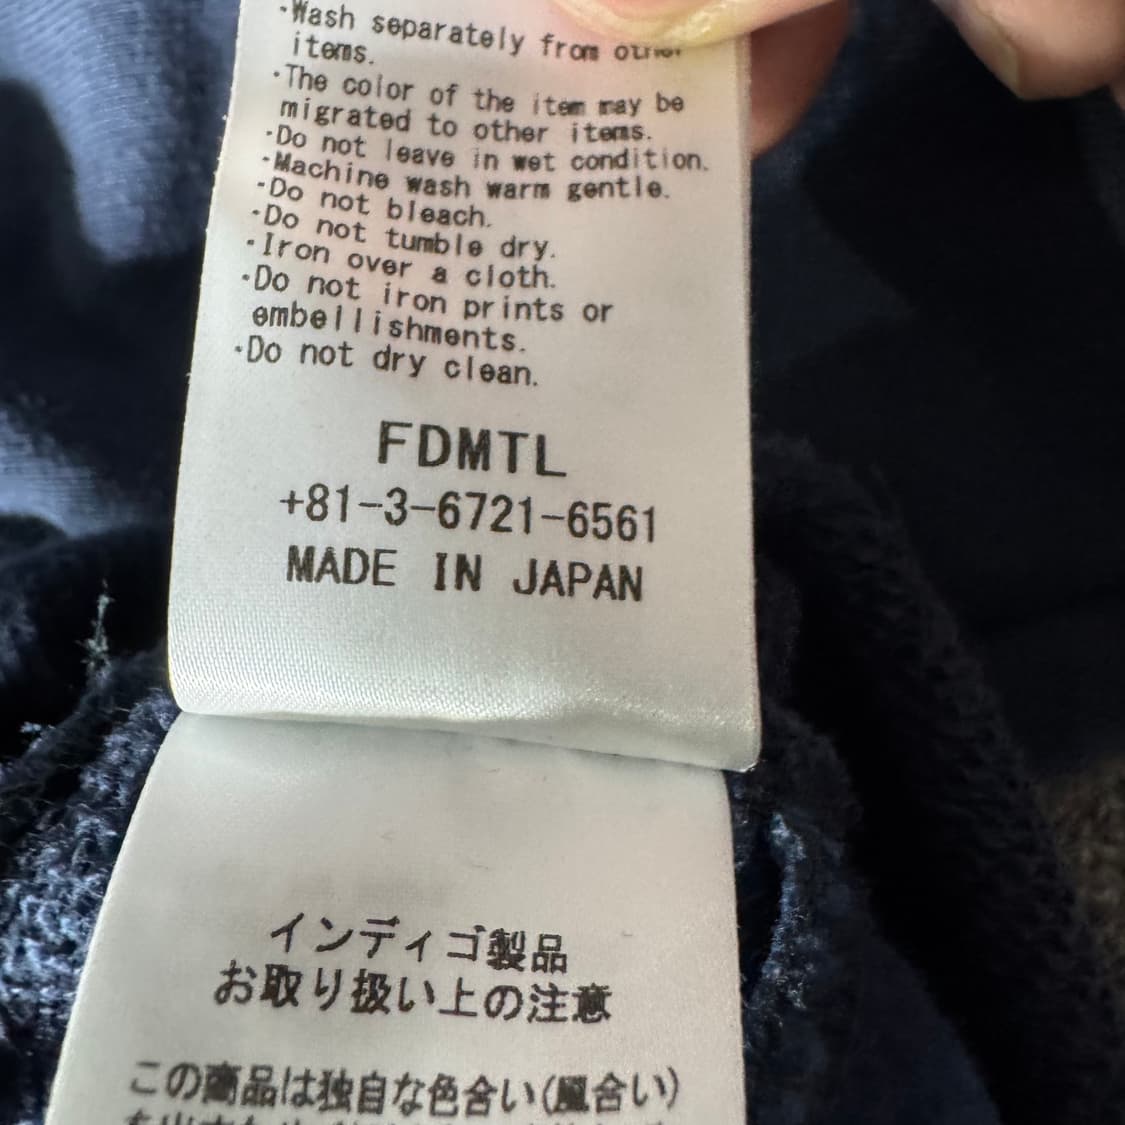 ・Wash separately from other
items.
・The color of the item may be
migrated to other items.
・Do not leave in wet condition.
・Machine wash warm gentle.
・Do not bleach.
・Do not tumble dry.
・Iron over a cloth.
・Do not iron prints or
embellishments.
・Do not dry clean.
FDMTL
+81-3-6721-6561
MADE IN JAPAN
インディゴ製品
お取り扱い上の注意
この商品は独自な色合い(風合い)